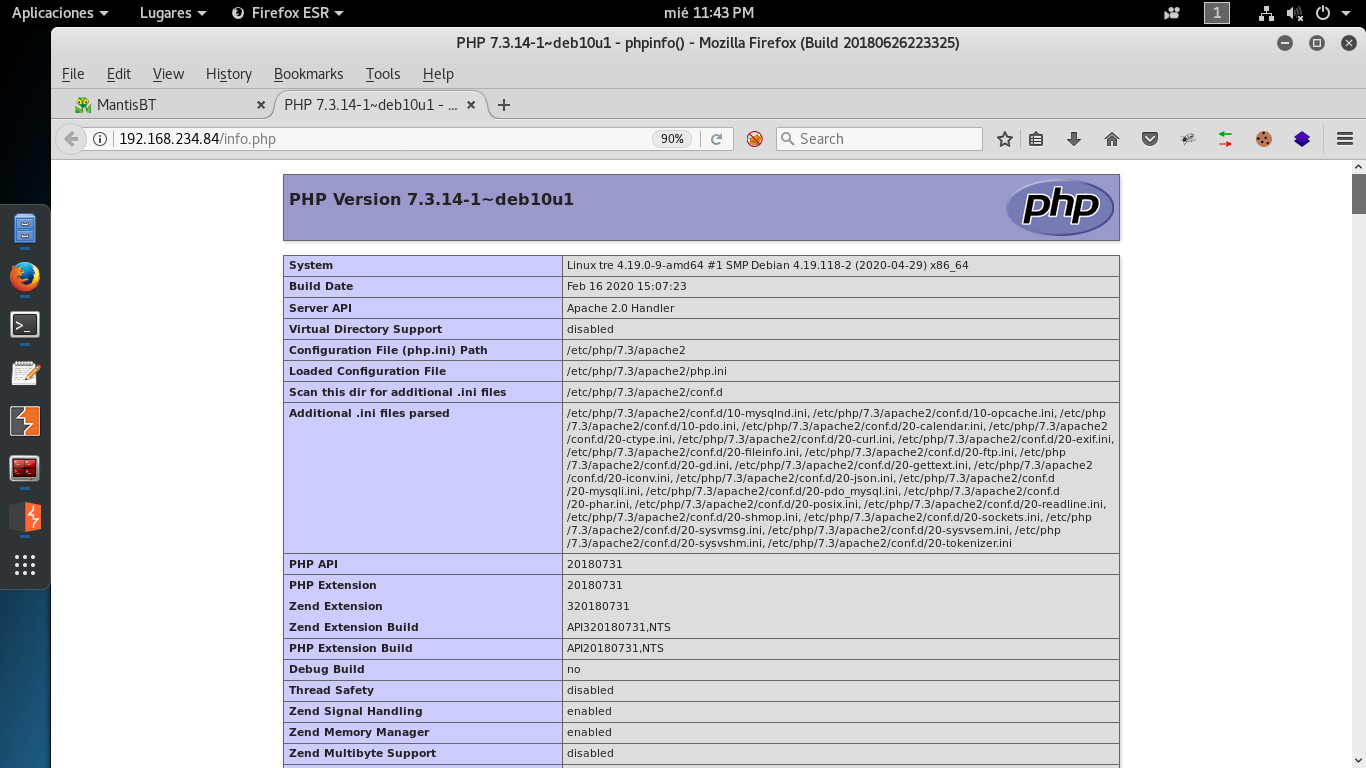 Aplicaciones Lugares Firefox ESR mié 11:43 PM 1
PHP 7.3.14-1~deb10u1 - phpinfo() - Mozilla Firefox (Build 20180626223325)
File Edit View History Bookmarks Tools Help
MantisBT PHP 7.3.14-1~deb10u1 - ...
192.168.234.84/info.php 90% Search
PHP Version 7.3.14-1~deb10u1
php
System Linux tre 4.19.0-9-amd64 #1 SMP Debian 4.19.118-2 (2020-04-29) x86_64
Build Date Feb 16 2020 15:07:23
Server API Apache 2.0 Handler
Virtual Directory Support disabled
Configuration File (php.ini) Path /etc/php/7.3/apache2
Loaded Configuration File /etc/php/7.3/apache2/php.ini
Scan this dir for additional .ini files /etc/php/7.3/apache2/conf.d
Additional .ini files parsed /etc/php/7.3/apache2/conf.d/10-mysqlnd.ini, /etc/php/7.3/apache2/conf.d/10-opcache.ini, /etc/php
/7.3/apache2/conf.d/10-pdo.ini, /etc/php/7.3/apache2/conf.d/20-calendar.ini, /etc/php/7.3/apache2
/conf.d/20-ctype.ini, /etc/php/7.3/apache2/conf.d/20-curl.ini, /etc/php/7.3/apache2/conf.d/20-exif.ini,
/etc/php/7.3/apache2/conf.d/20-fileinfo.ini, /etc/php/7.3/apache2/conf.d/20-ftp.ini, /etc/php
/7.3/apache2/conf.d/20-gd.ini, /etc/php/7.3/apache2/conf.d/20-gettext.ini, /etc/php/7.3/apache2
/conf.d/20-iconv.ini, /etc/php/7.3/apache2/conf.d/20-json.ini, /etc/php/7.3/apache2/conf.d
/20-mysqli.ini, /etc/php/7.3/apache2/conf.d/20-pdo_mysql.ini, /etc/php/7.3/apache2/conf.d
/20-phar.ini, /etc/php/7.3/apache2/conf.d/20-posix.ini, /etc/php/7.3/apache2/conf.d/20-readline.ini,
/etc/php/7.3/apache2/conf.d/20-shmop.ini, /etc/php/7.3/apache2/conf.d/20-sockets.ini, /etc/php
/7.3/apache2/conf.d/20-sysvmsg.ini, /etc/php/7.3/apache2/conf.d/20-sysvsem.ini, /etc/php
/7.3/apache2/conf.d/20-sysvshm.ini, /etc/php/7.3/apache2/conf.d/20-tokenizer.ini
PHP API 20180731
PHP Extension 20180731
Zend Extension 320180731
Zend Extension Build API320180731,NTS
PHP Extension Build API20180731,NTS
Debug Build no
Thread Safety disabled
Zend Signal Handling enabled
Zend Memory Manager enabled
Zend Multibyte Support disabled